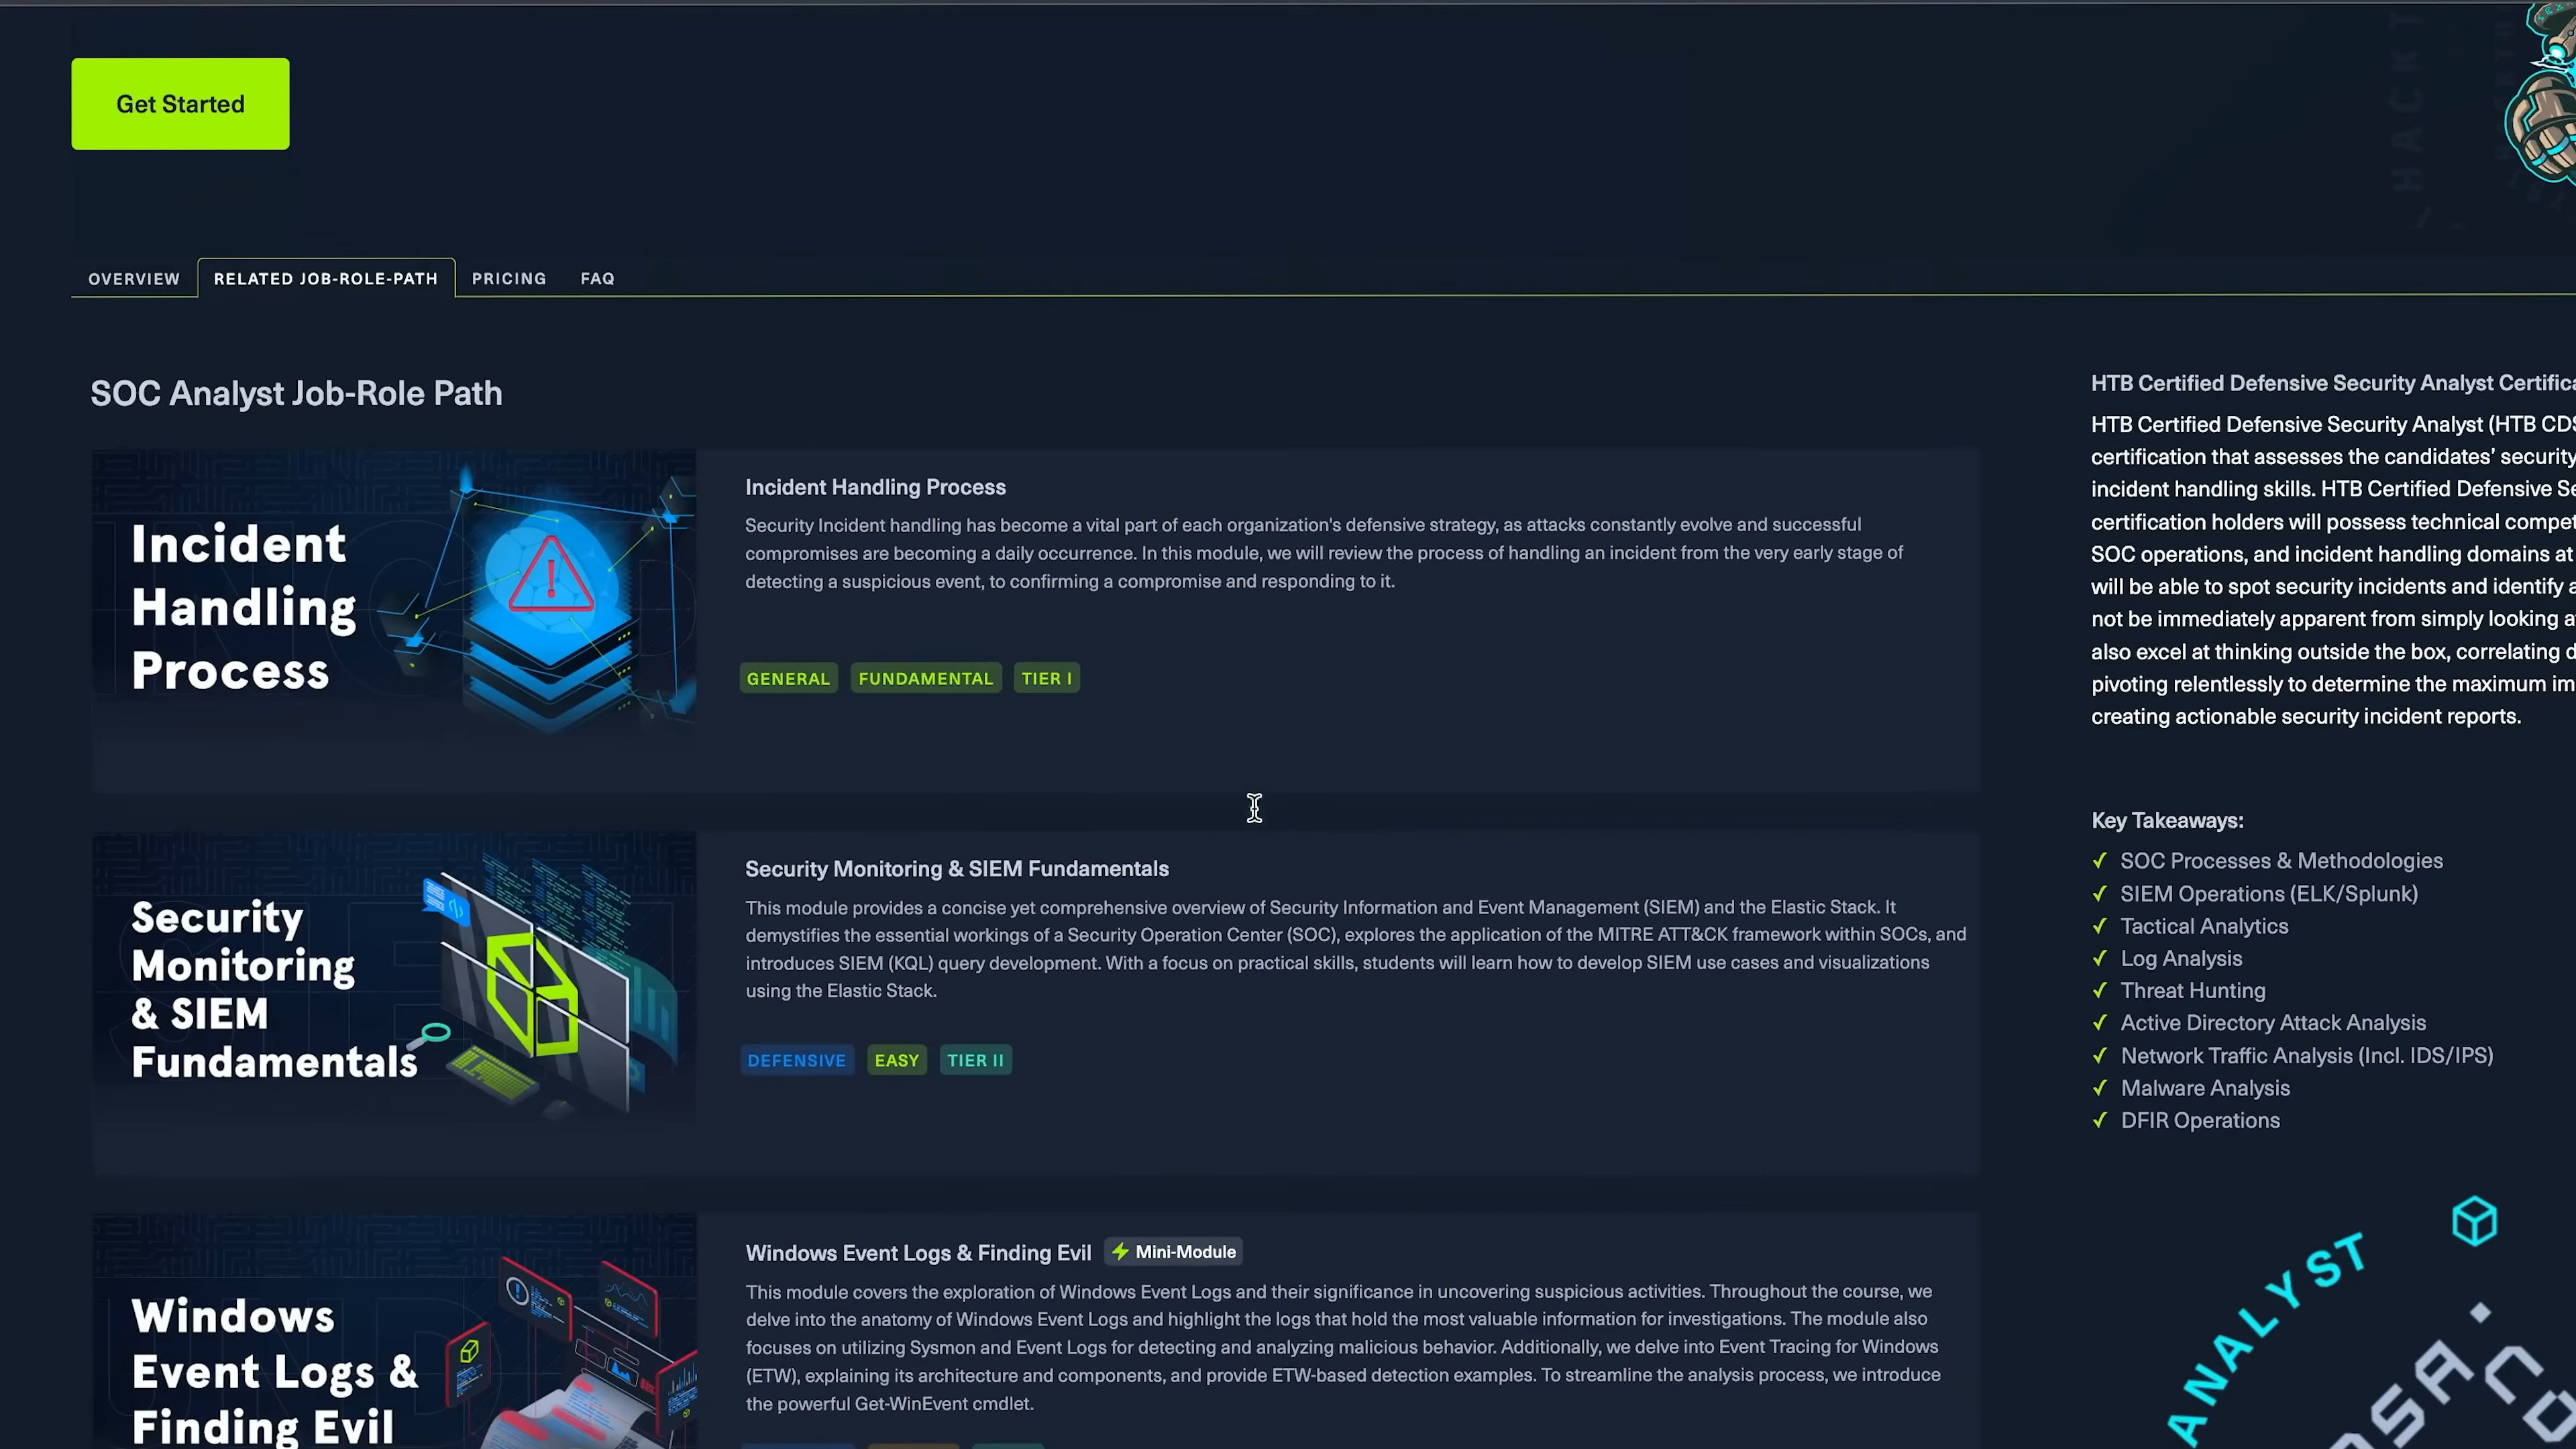 Get Started
OVERVIEW
RELATED JOB-ROLE-PATH
PRICING
FAQ
SOC Analyst Job-Role Path
Incident
Handling
Process
Incident Handling Process
Security Incident handling has become a vital part of each organization's defensive strategy, as attacks constantly evolve and successful
compromises are becoming a daily occurrence. In this module, we will review the process of handling an incident from the very early stage of
detecting a suspicious event, to confirming a compromise and responding to it.
GENERAL
FUNDAMENTAL
TIER I
Security
Monitoring
& SIEM
Fundamentals
Security Monitoring & SIEM Fundamentals
This module provides a concise yet comprehensive overview of Security Information and Event Management (SIEM) and the Elastic Stack. It
demystifies the essential workings of a Security Operation Center (SOC), explores the application of the MITRE ATT&CK framework within SOCs, and
introduces SIEM (KQL) query development. With a focus on practical skills, students will learn how to develop SIEM use cases and visualizations
using the Elastic Stack.
DEFENSIVE
EASY
TIER II
Windows
Event Logs &
Finding Evil
Windows Event Logs & Finding Evil
Mini-Module
This module covers the exploration of Windows Event Logs and their significance in uncovering suspicious activities. Throughout the course, we
delve into the anatomy of Windows Event Logs and highlight the logs that hold the most valuable information for investigations. The module also
focuses on utilizing Sysmon and Event Logs for detecting and analyzing malicious behavior. Additionally, we delve into Event Tracing for Windows
(ETW), explaining its architecture and components, and provide ETW-based detection examples. To streamline the analysis process, we introduce
the powerful Get-WinEvent cmdlet.
HTB Certified Defensive Security Analyst Certifica
HTB Certified Defensive Security Analyst (HTB CDS
certification that assesses the candidates' security
incident handling skills. HTB Certified Defensive Se
certification holders will possess technical compet
SOC operations, and incident handling domains at
will be able to spot security incidents and identify a
not be immediately apparent from simply looking a
also excel at thinking outside the box, correlating d
pivoting relentlessly to determine the maximum im
creating actionable security incident reports.
Key Takeaways:
SOC Processes & Methodologies
SIEM Operations (ELK/Splunk)
Tactical Analytics
Log Analysis
Threat Hunting
Active Directory Attack Analysis
Network Traffic Analysis (Incl. IDS/IPS)
Malware Analysis
DFIR Operations
ANALYST